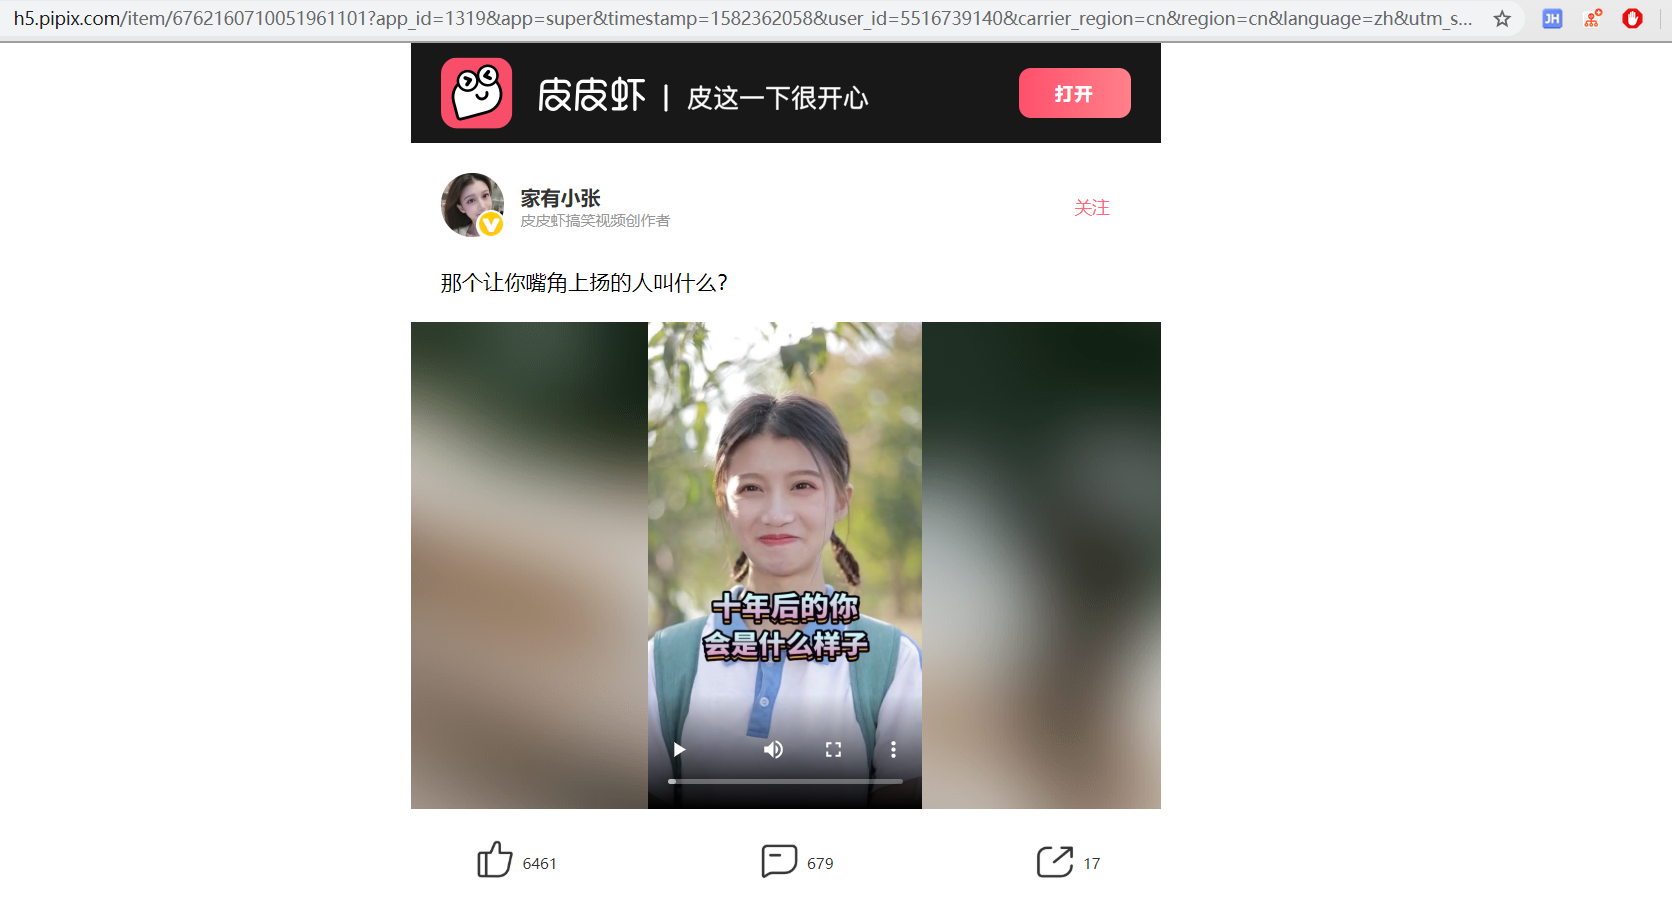 h5.pipix.com/item/6762160710051961101?app_id=1319&app=super&timestamp=1582362058&user_id=5516739140&carrier_region=cn&region=cn&language=zh&utm_s...
JH
皮皮虾 | 皮这一下很开心
打开
家有小张
皮皮虾搞笑视频创作者
关注
那个让你嘴角上扬的人叫什么?
十年后的你
会是什么样子
6461
679
17